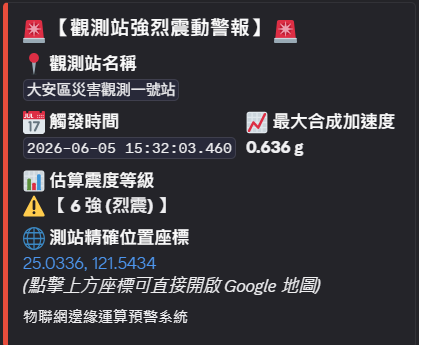 🚨【觀測站強烈震動警報】🚨
📍 觀測站名稱
大安區災害觀測一號站
📅 觸發時間
2026-06-05 15:32:03.460
📈 最大合成加速度
0.636 g
📊 估算震度等級
⚠️【 6 強 (烈震) 】
🌐 測站精確位置座標
25.0336, 121.5434
(點擊上方座標可直接開啟 Google 地圖)
物聯網邊緣運算預警系統